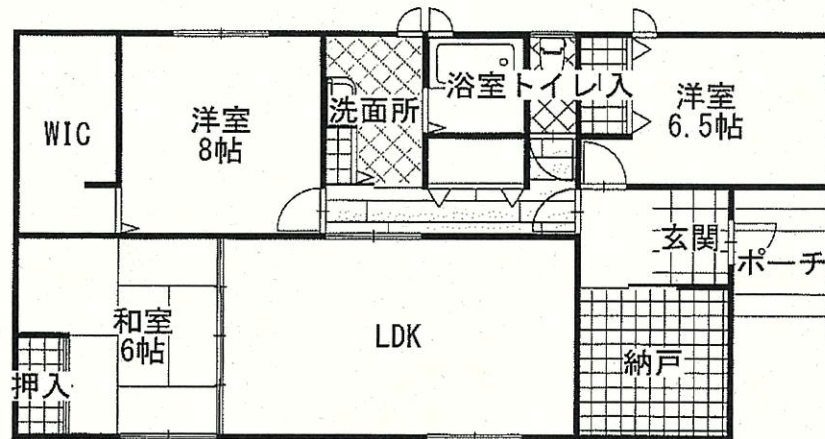 WIC
洋室
8帖
洗面所
浴室
トイレ
入
洋室
6.5帖
玄関
ポーチ
和室
6帖
押入
LDK
納戸